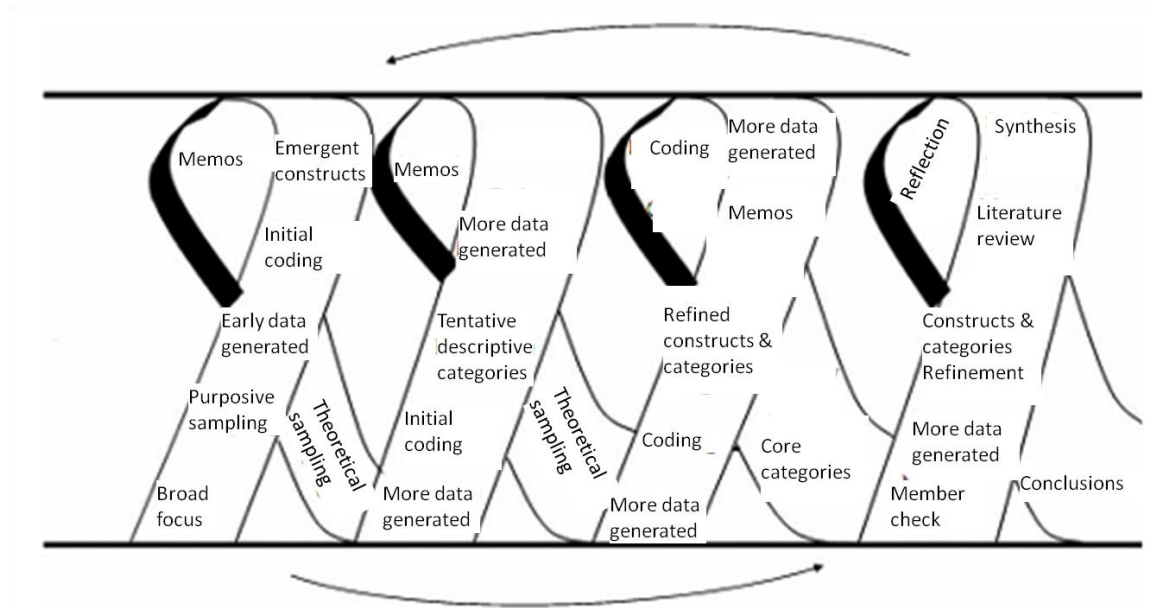 Memos
Emergent
constructs
Initial
coding
Early data
generated
Purposive
sampling
Broad
focus
Theoretical
sampling
Memos
More data
generated
Tentative
descriptive
categories
Initial
coding
More data
generated
Theoretical
sampling
Coding
More data
generated
Memos
Refined
constructs &
categories
Coding
More data
generated
Core
categories
Reflection
Synthesis
Literature
review
Constructs &
categories
Refinement
More data
generated
Member
check
Conclusions